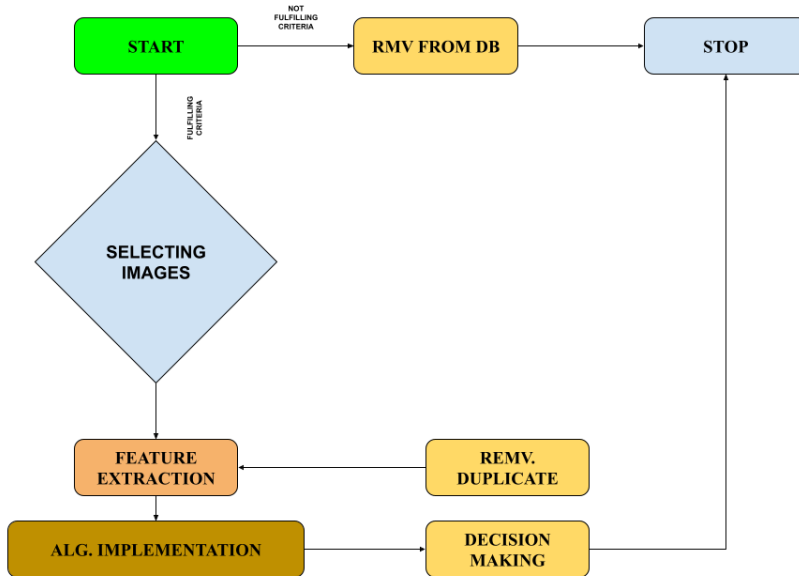 NOT
FULFILLING
CRITERIA
START
RMV FROM DB
STOP
FULFILLING
CRITERIA
SELECTING
IMAGES
FEATURE
EXTRACTION
REMV.
DUPLICATE
ALG. IMPLEMENTATION
DECISION
MAKING